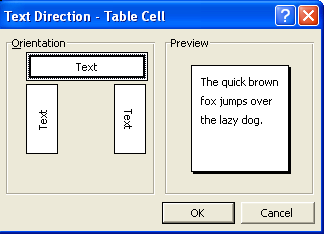 Text Direction - Table Cell
Orientation
Preview
Text
Text
Text
The quick brown
fox jumps over
the lazy dog.
OK
Cancel